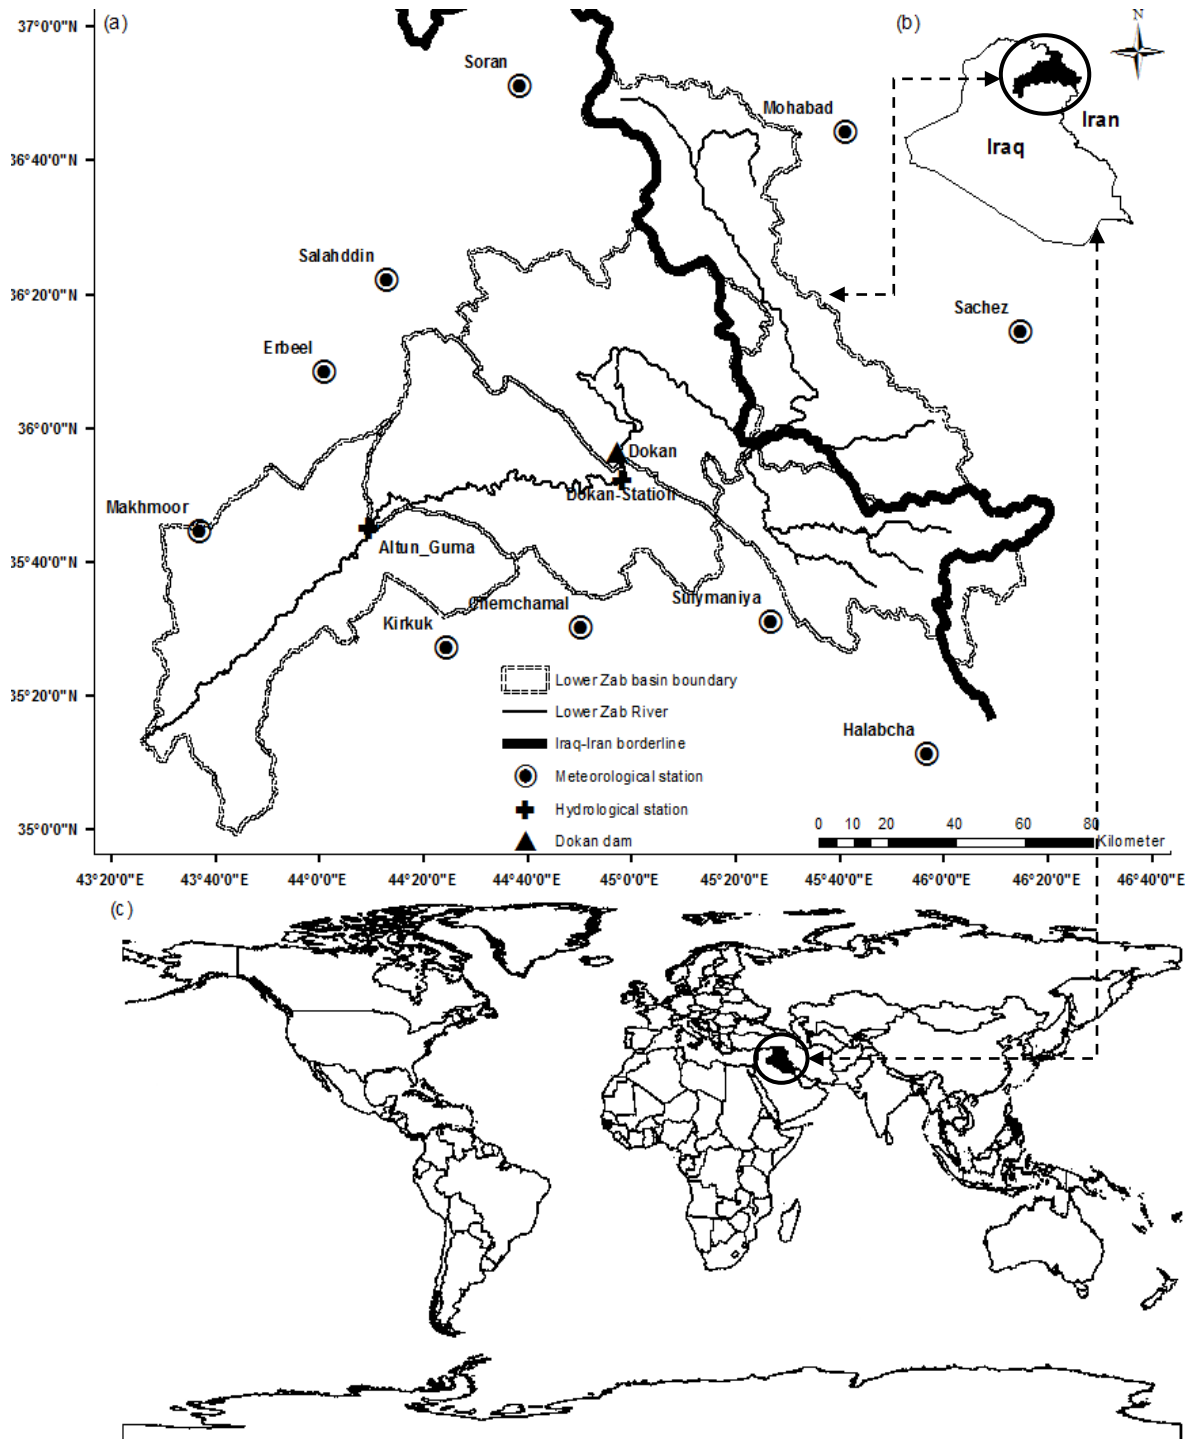 37°0'0"N
(a)
(b)
N
Soran
Mohabad
Iran
Iraq
36°40'0"N
Salahddin
36°20'0"N
Sachez
Erbeel
36°0'0"N
Dokan
Dokan-Station
Makhmoor
Altun_Guma
35°40'0"N
Chemchamal
Sulymaniya
Kirkuk
Lower Zab basin boundary
35°20'0"N
Lower Zab River
Halabcha
Iraq-Iran borderline
Meteorological station
Hydrological station
35°0'0"N
0 10 20 40 60 80
Kilometer
Dokan dam
43°20'0"E 43°40'0"E 44°0'0"E 44°20'0"E 44°40'0"E 45°0'0"E 45°20'0"E 45°40'0"E 46°0'0"E 46°20'0"E 46°40'0"E
(c)